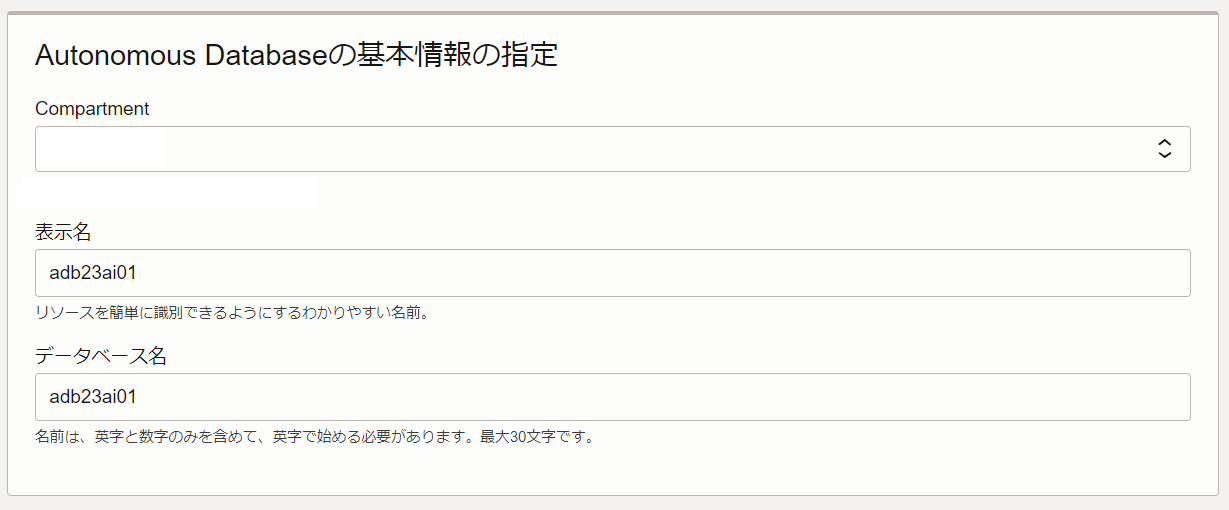 Autonomous Databaseの基本情報の指定
Compartment
表示名
adb23ai01
リソースを簡単に識別できるようにするわかりやすい名前。
データベース名
adb23ai01
名前は、英字と数字のみを含めて、英字で始める必要があります。最大30文字です。